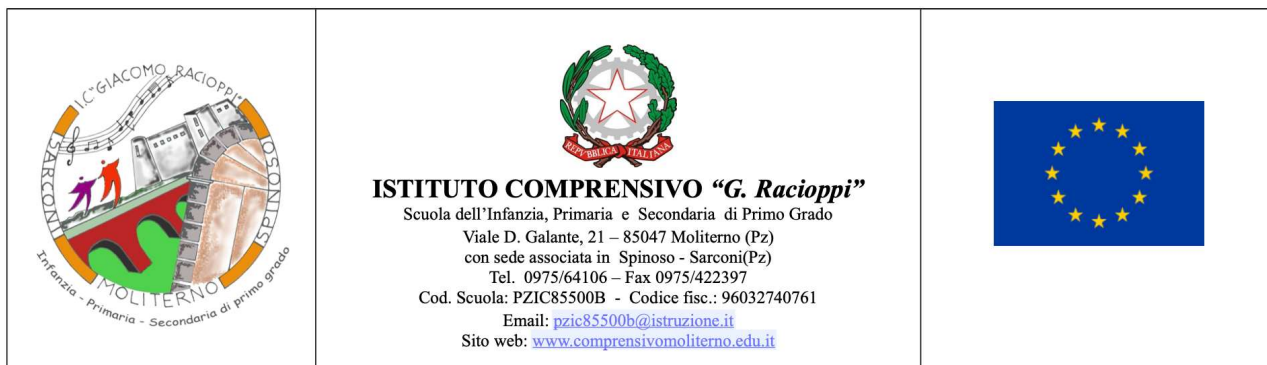 I.C."GIACOMO RACIOPPI"
SARCONI
SPINOSO
MOLITERNO
Infanzia - Primaria - Secondaria di primo grado
REPVBBLICA ITALIANA
ISTITUTO COMPRENSIVO “G. Racioppi”
Scuola dell’Infanzia, Primaria e Secondaria di Primo Grado
Viale D. Galante, 21 – 85047 Moliterno (Pz)
con sede associata in Spinoso - Sarconi(Pz)
Tel. 0975/64106 – Fax 0975/422397
Cod. Scuola: PZIC85500B - Codice fisc.: 96032740761
Email: pzic85500b@istruzione.it
Sito web: www.comprensivomoliterno.edu.it